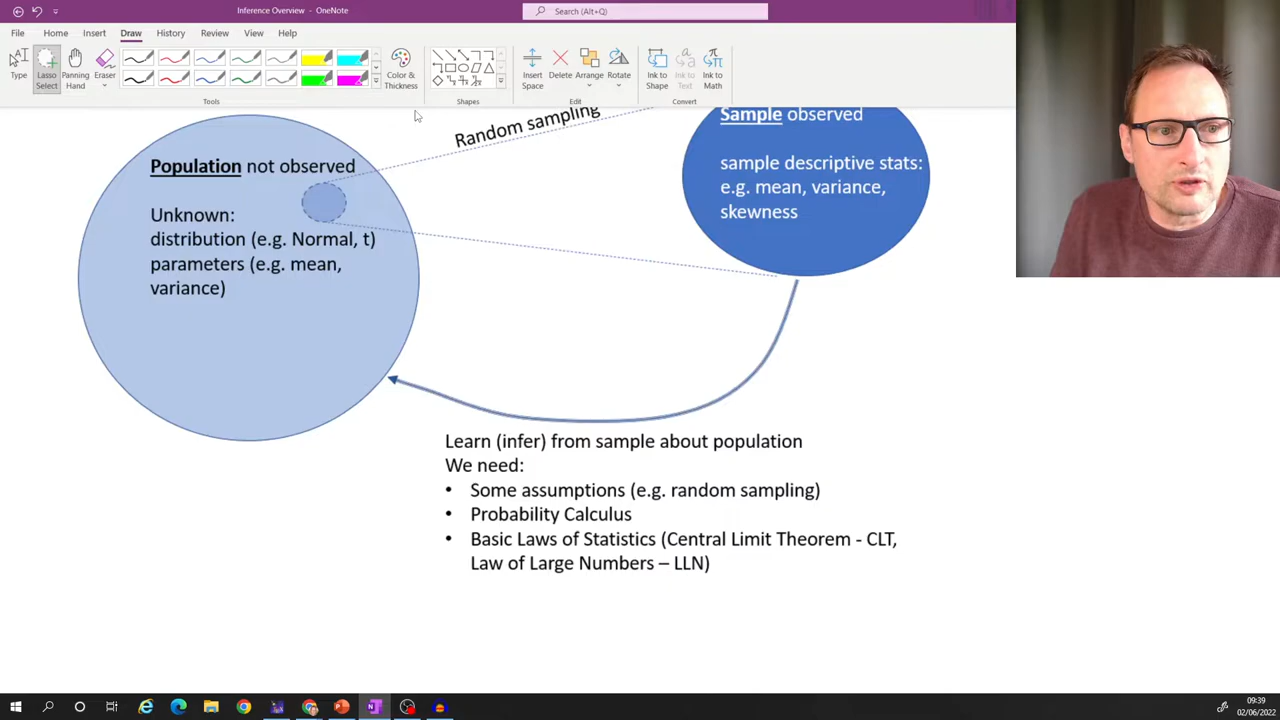 Inference Overview - OneNote
Search (Alt+Q)
File Home Insert Draw History Review View Help
Type
Lasso
Select
Panning
Hand
Eraser
Color &
Thickness
Insert
Space
Delete
Arrange
Rotate
Ink to
Shape
Ink to
Text
Ink to
Math
Tools
Shapes
Edit
Convert
Random sampling
Population not observed
Unknown:
distribution (e.g. Normal, t)
parameters (e.g. mean,
variance)
Sample observed
sample descriptive stats:
e.g. mean, variance,
skewness
Learn (infer) from sample about population
We need:
• Some assumptions (e.g. random sampling)
• Probability Calculus
• Basic Laws of Statistics (Central Limit Theorem - CLT,
Law of Large Numbers – LLN)
09:39
02/06/2022